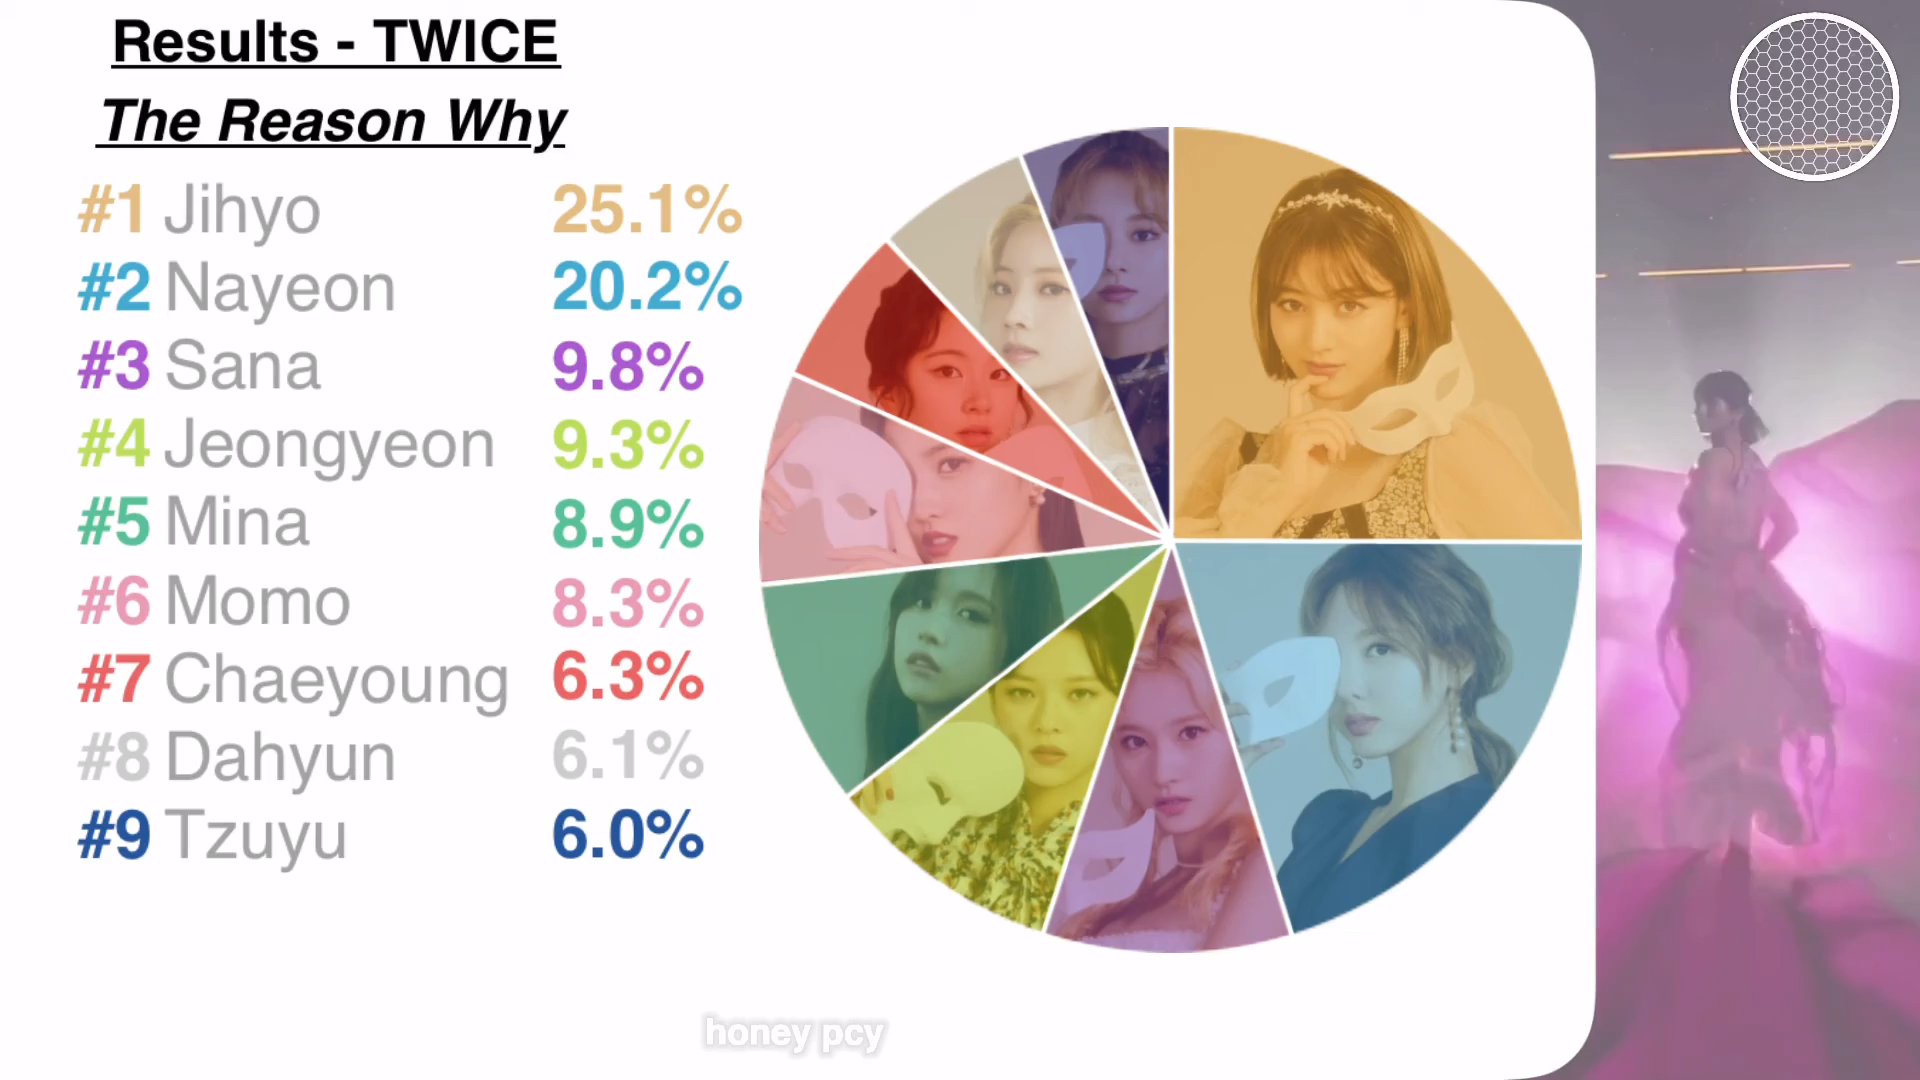 Results - TWICE
The Reason Why
#1 Jihyo 25.1%
#2 Nayeon 20.2%
#3 Sana 9.8%
#4 Jeongyeon 9.3%
#5 Mina 8.9%
#6 Momo 8.3%
#7 Chaeyoung 6.3%
#8 Dahyun 6.1%
#9 Tzuyu 6.0%
honey pcy